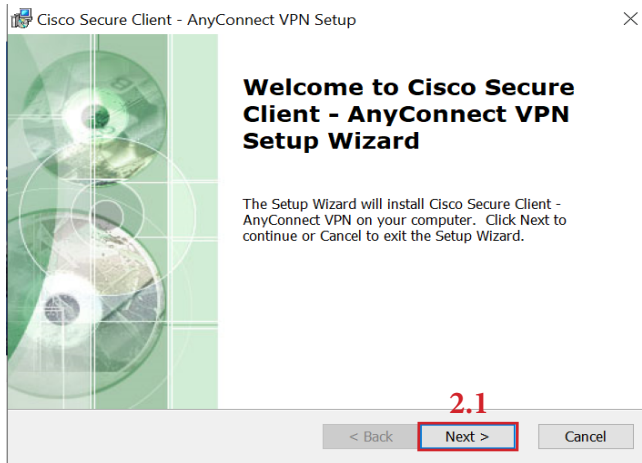 Cisco Secure Client - AnyConnect VPN Setup
Welcome to Cisco Secure
Client - AnyConnect VPN
Setup Wizard
The Setup Wizard will install Cisco Secure Client -
AnyConnect VPN on your computer. Click Next to
continue or Cancel to exit the Setup Wizard.
2.1
< Back Next > Cancel